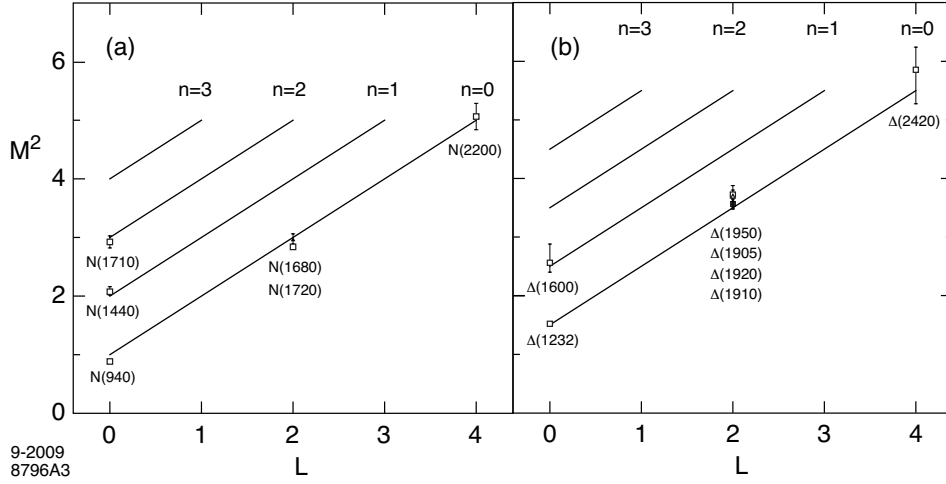 (a)
n=3 n=2 n=1 n=0
M²
6
4
2
0
N(2200)
N(1710)
N(1680)
N(1720)
N(1440)
N(940)
0 1 2 3 4
L
(b)
n=3 n=2 n=1 n=0
Δ(2420)
Δ(1950)
Δ(1905)
Δ(1920)
Δ(1910)
Δ(1600)
Δ(1232)
0 1 2 3 4
L
9-2009
8796A3